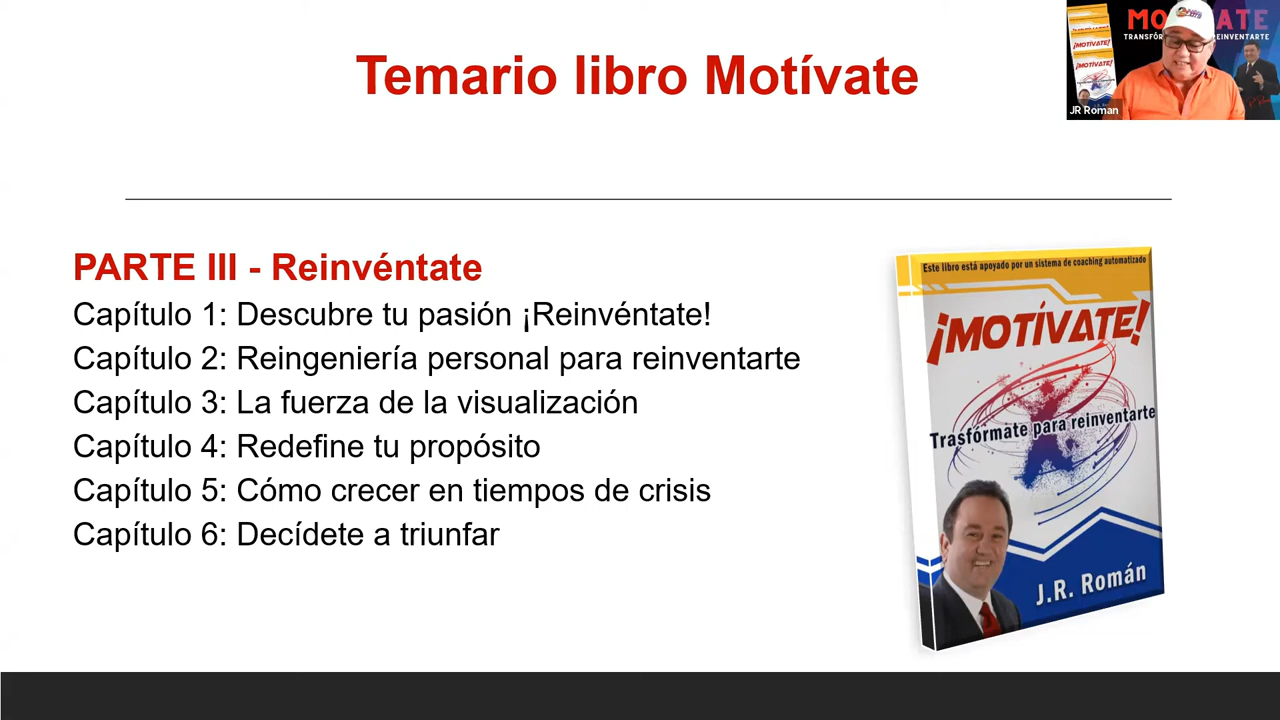 Temario libro Motívate
JR Roman
PARTE III - Reinvéntate
Capítulo 1: Descubre tu pasión ¡Reinvéntate!
Capítulo 2: Reingeniería personal para reinventarte
Capítulo 3: La fuerza de la visualización
Capítulo 4: Redefine tu propósito
Capítulo 5: Cómo crecer en tiempos de crisis
Capítulo 6: Decídete a triunfar
Este libro está apoyado por un sistema de coaching automatizado
¡MOTÍVATE!
Trasfórmate para reinventarte
J.R. Román
¡MOTÍVATE!
¡MOTÍVATE!